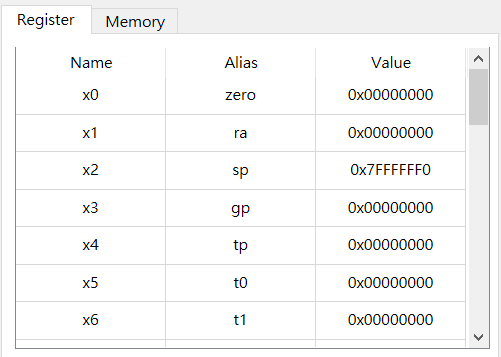 Register Memory
Name Alias Value
x0 zero 0x00000000
x1 ra 0x00000000
x2 sp 0x7FFFFFF0
x3 gp 0x00000000
x4 tp 0x00000000
x5 t0 0x00000000
x6 t1 0x00000000